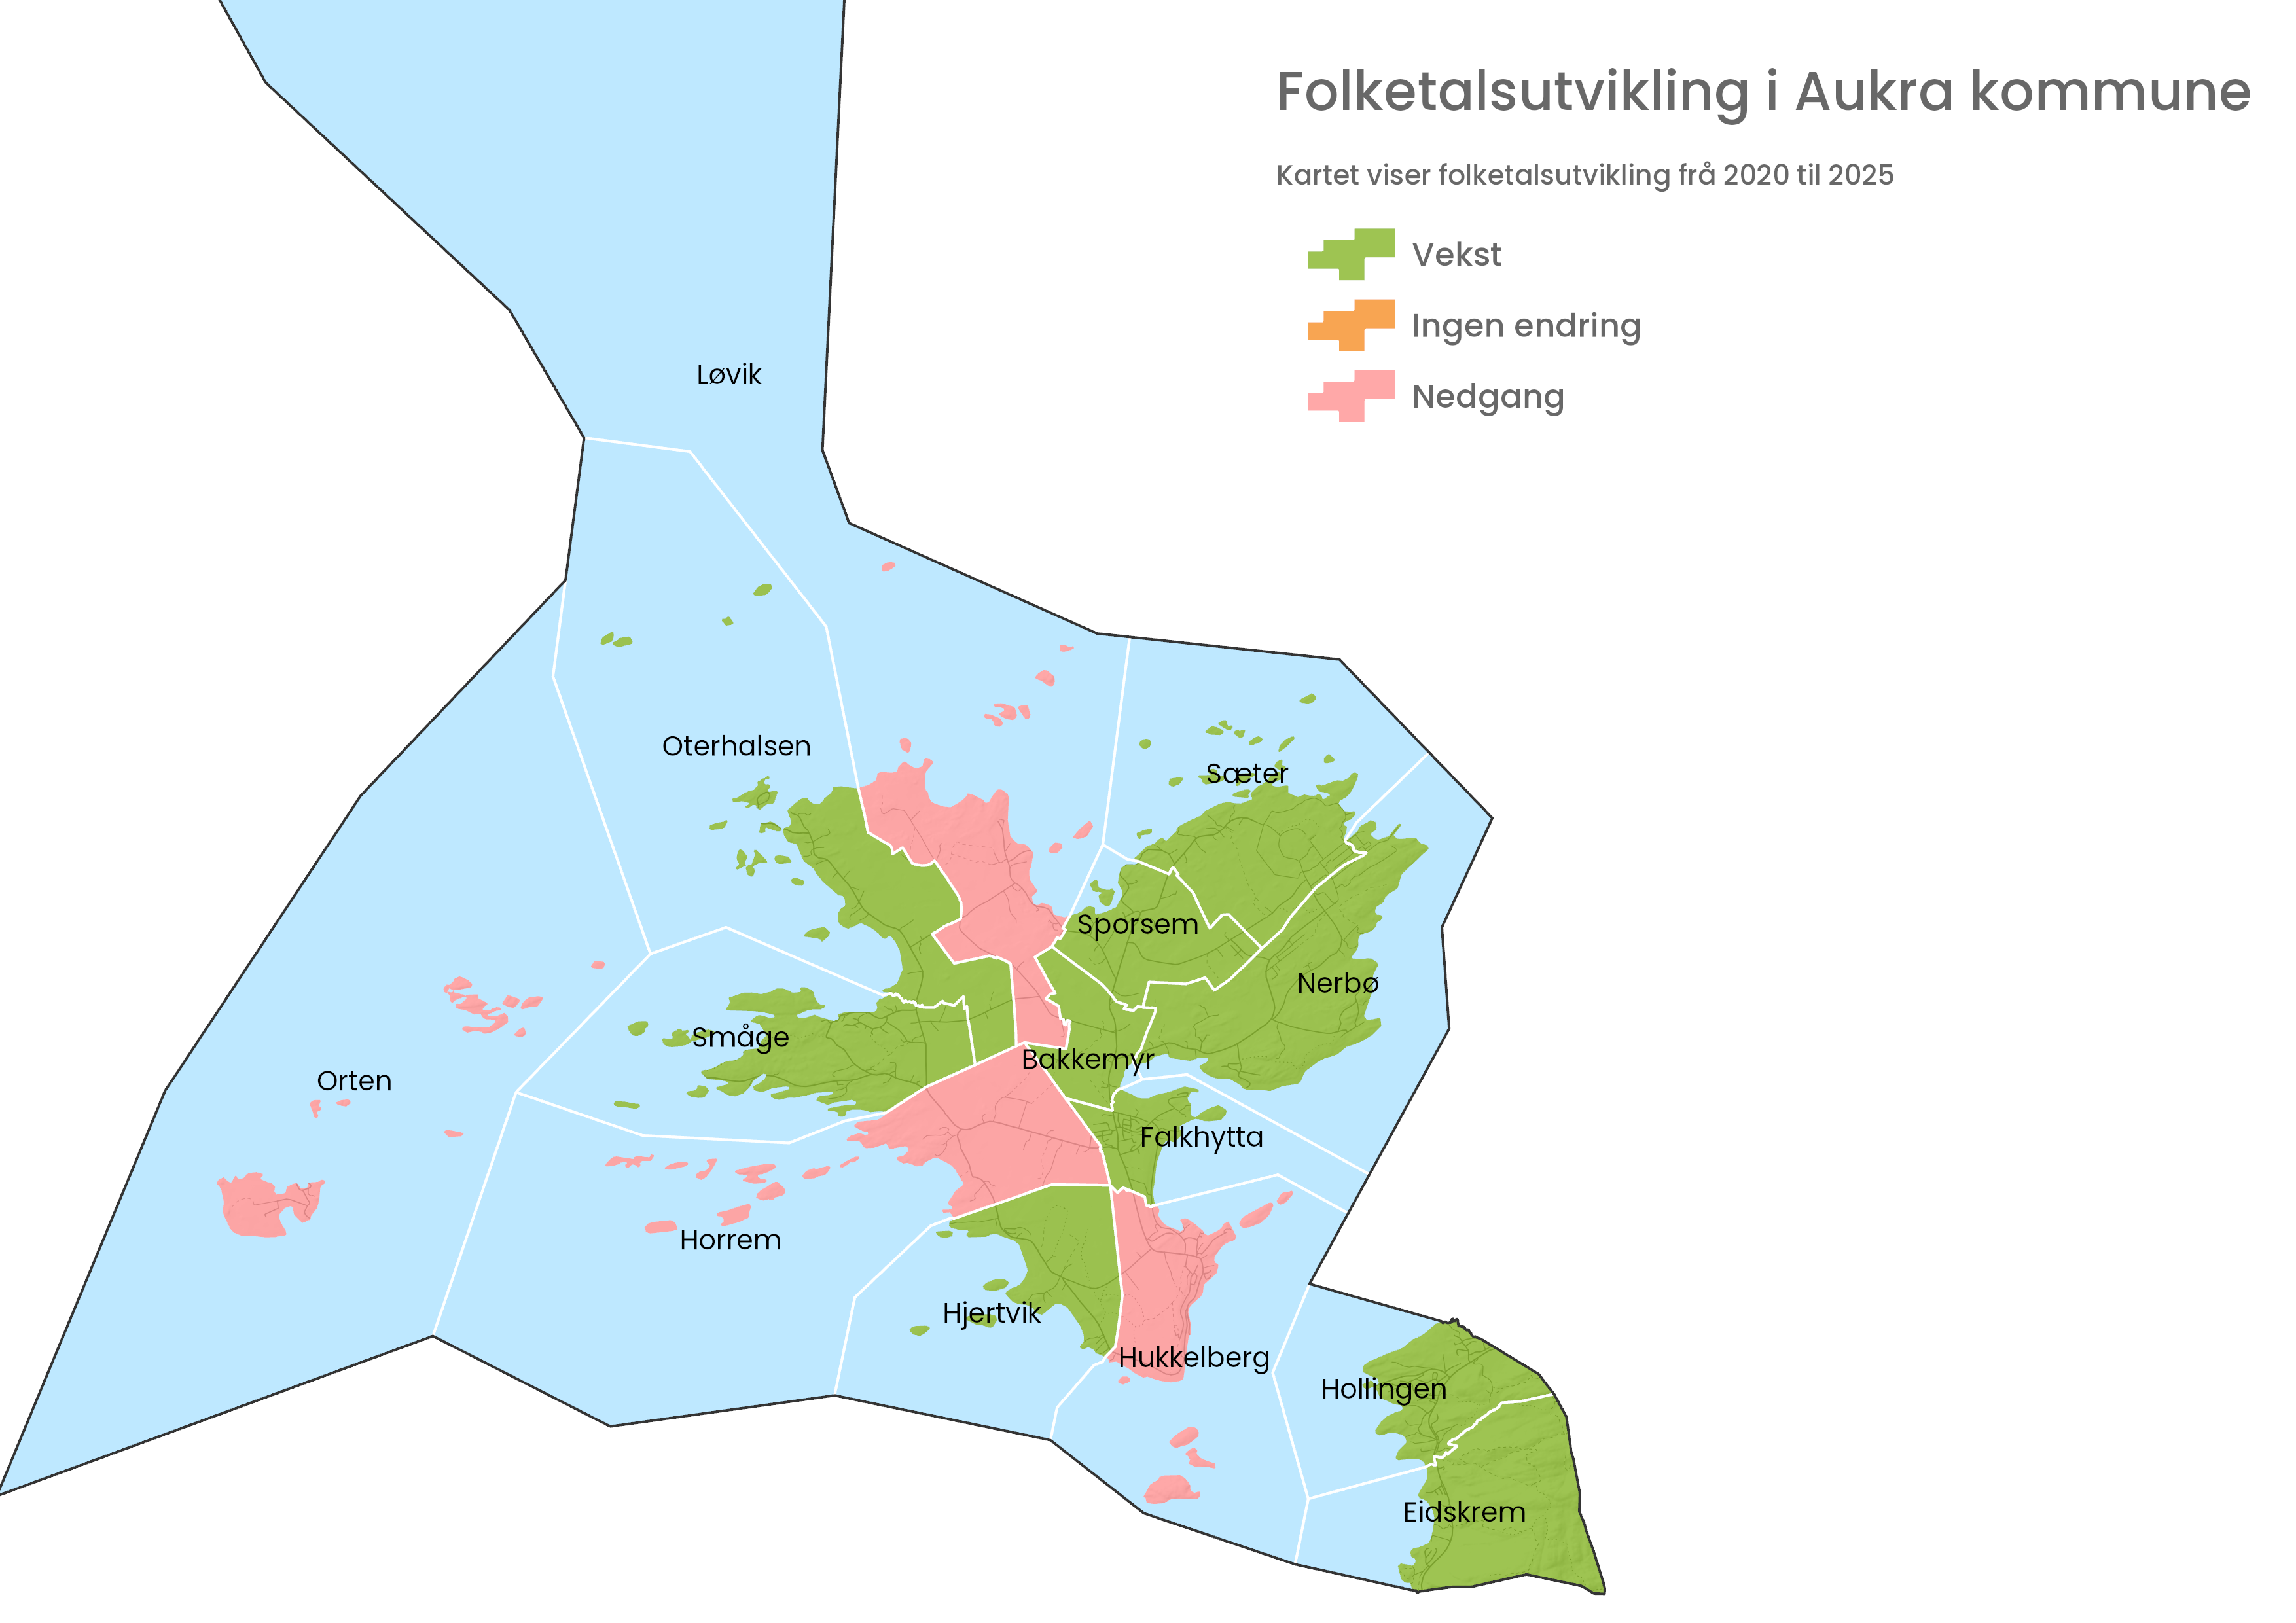 Folketalsutvikling i Aukra kommune
Kartet viser folketalsutvikling frå 2020 til 2025
Vekst
Ingen endring
Nedgang
Løvik
Oterhalsen
Sæter
Sporsem
Nerbø
Småge
Bakkemyr
Orten
Falkhytta
Horrem
Hjertvik
Hukkelberg
Hollingen
Eidskrem